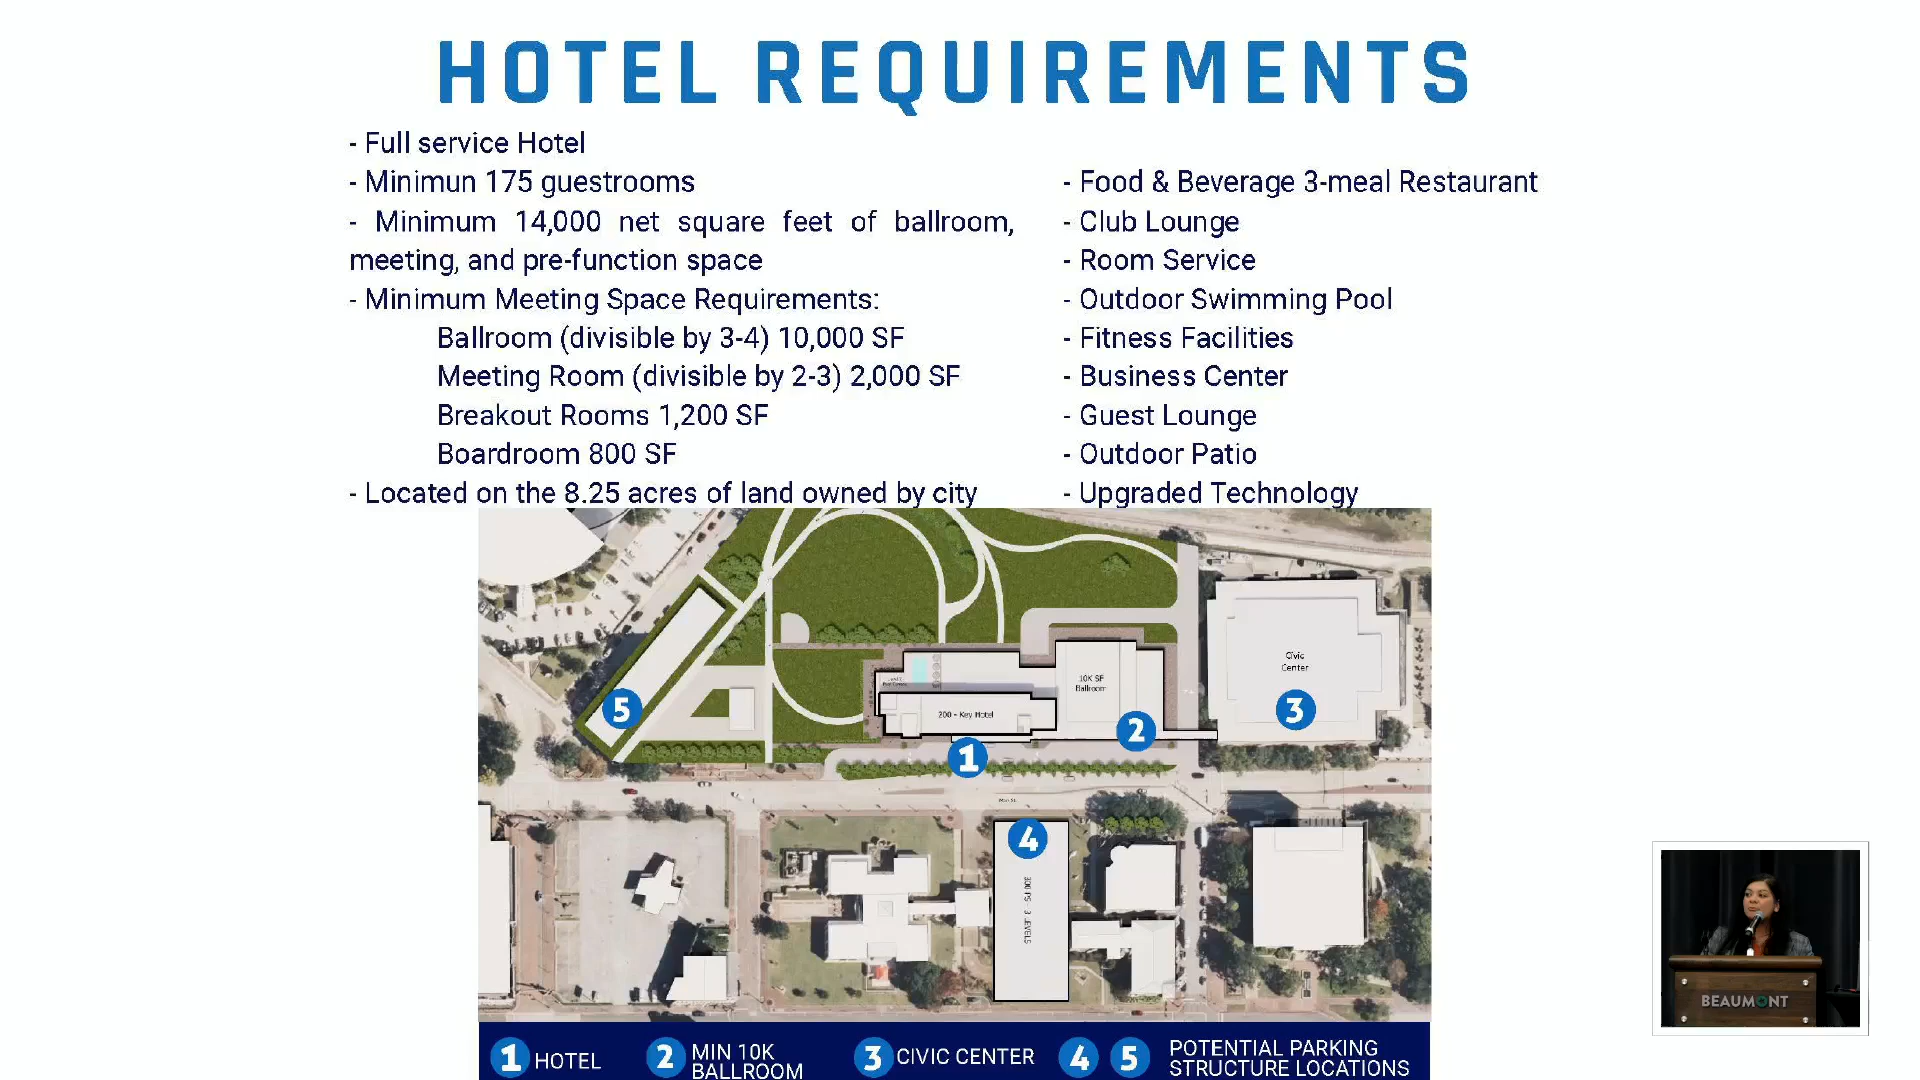 HOTEL REQUIREMENTS
- Full service Hotel
- Minimun 175 guestrooms
- Minimum 14,000 net square feet of ballroom,
meeting, and pre-function space
- Minimum Meeting Space Requirements:
Ballroom (divisible by 3-4) 10,000 SF
Meeting Room (divisible by 2-3) 2,000 SF
Breakout Rooms 1,200 SF
Boardroom 800 SF
- Located on the 8.25 acres of land owned by city
- Food & Beverage 3-meal Restaurant
- Club Lounge
- Room Service
- Outdoor Swimming Pool
- Fitness Facilities
- Business Center
- Guest Lounge
- Outdoor Patio
- Upgraded Technology
Civic
Center
10K SF
Ballroom
200 - Key Hotel
5
3
2
1
4
300 PS - 3 LEVELS
1 HOTEL
2 MIN 10K
BALLROOM
3 CIVIC CENTER
4 5 POTENTIAL PARKING
STRUCTURE LOCATIONS
BEAUMONT